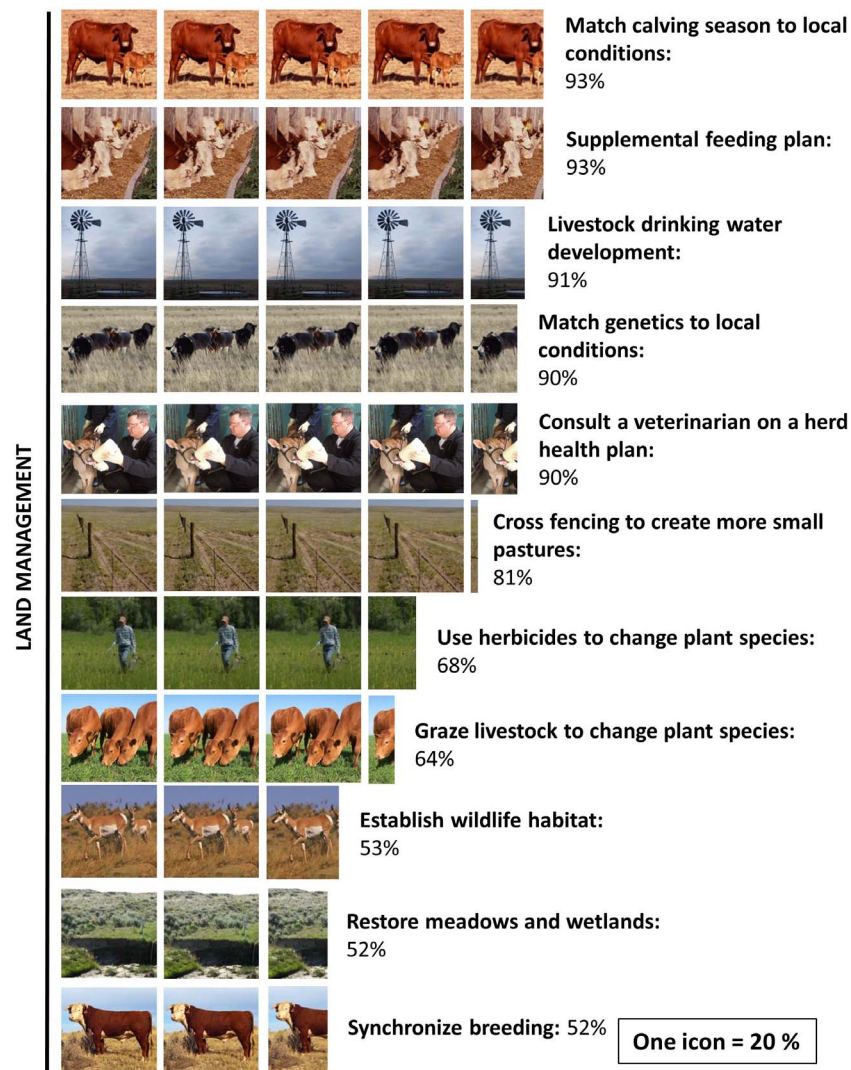 LAND MANAGEMENT
Match calving season to local
conditions:
93%
Supplemental feeding plan:
93%
Livestock drinking water
development:
91%
Match genetics to local
conditions:
90%
Consult a veterinarian on a herd
health plan:
90%
Cross fencing to create more small
pastures:
81%
Use herbicides to change plant species:
68%
Graze livestock to change plant species:
64%
Establish wildlife habitat:
53%
Restore meadows and wetlands:
52%
Synchronize breeding: 52%
One icon = 20 %